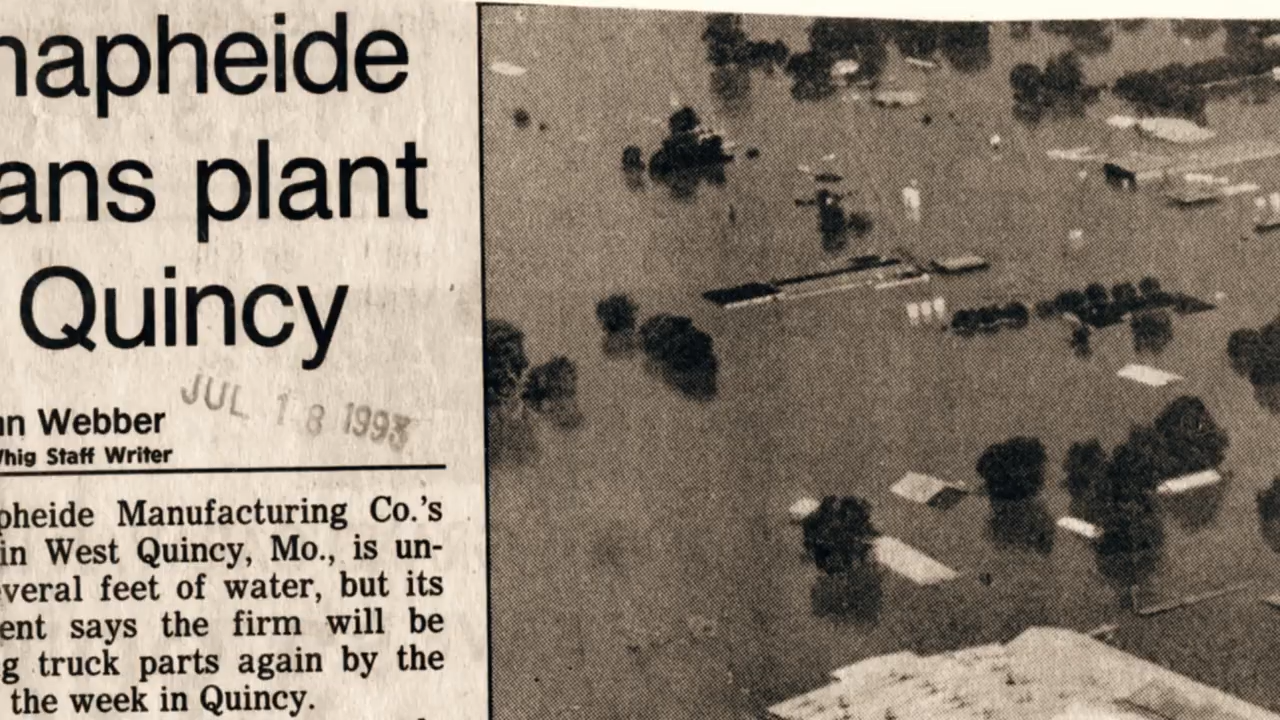 napheide
ans plant
Quincy
JUL 18 1993
an Webber
Whig Staff Writer
pheide Manufacturing Co.'s
in West Quincy, Mo., is un-
everal feet of water, but its
ent says the firm will be
g truck parts again by the
the week in Quincy.